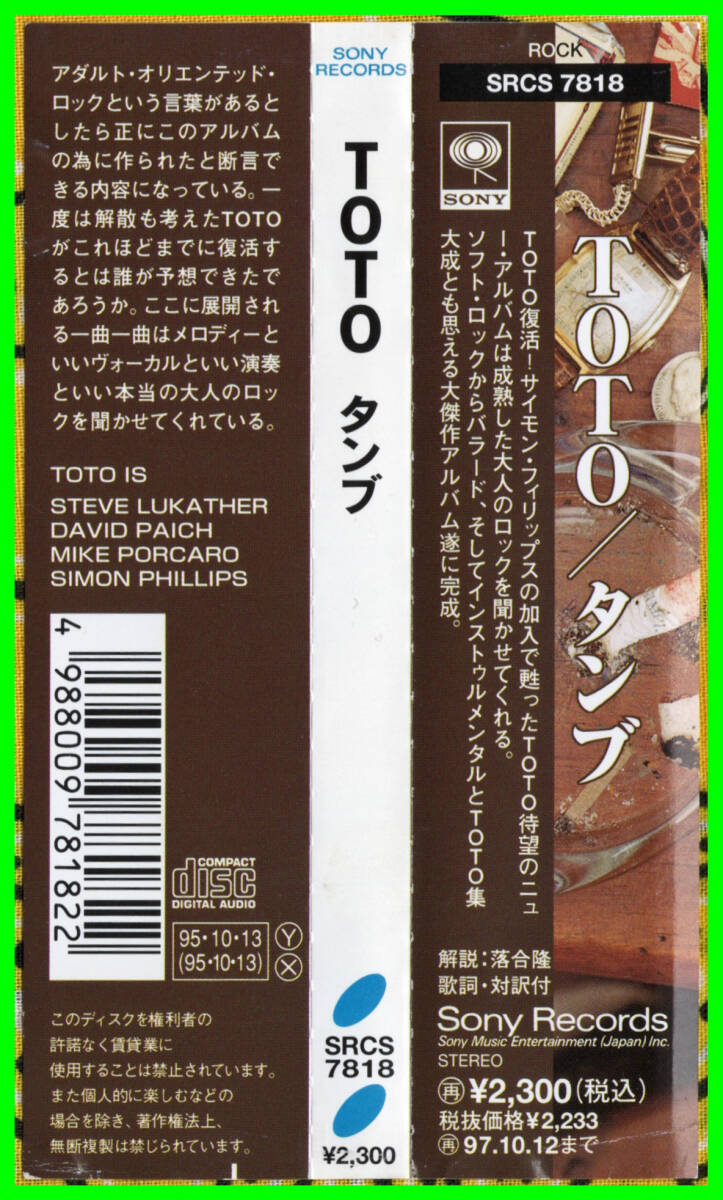 アダルト・オリエンテッド・
ロックという言葉があると
したら正にこのアルバム
の為に作られたと断言で
きる内容になっている。一
度は解散も考えたTOTO
がこれほどまでに復活す
るとは誰が予想できたで
あろうか。ここに展開され
る一曲一曲はメロディーと
いいヴォーカルといい演奏
といい本当の大人のロッ
クを聞かせてくれている。
TOTO IS
STEVE LUKATHER
DAVID PAICH
MIKE PORCARO
SIMON PHILLIPS
4988009781822
COMPACT
disc
DIGITAL AUDIO
95・10・13
(95・10・13)
Y
X
このディスクを権利者の
許諾なく賃貸業に
使用することは禁止されています。
また個人的に楽しむなどの
場合を除き、著作権法上、
無断複製は禁じられています。
SONY
RECORDS
TOTO タンブ
SRCS
7818
¥2,300
ROCK
SRCS 7818
SONY
TOTO復活!サイモン・フィリップスの加入で甦ったTOTO待望のニュ
ー・アルバムは成熟した大人のロックを聞かせてくれる。
ソフト・ロックからバラード、そしてインストゥルメンタルとTOTO集
大成とも思える大傑作アルバム遂に完成。
TOTO/タンブ
解説:落合隆
歌詞・対訳付
Sony Records
Sony Music Entertainment (Japan) Inc.
STEREO
再 ¥2,300(税込)
税抜価格¥2,233
再 97.10.12まで